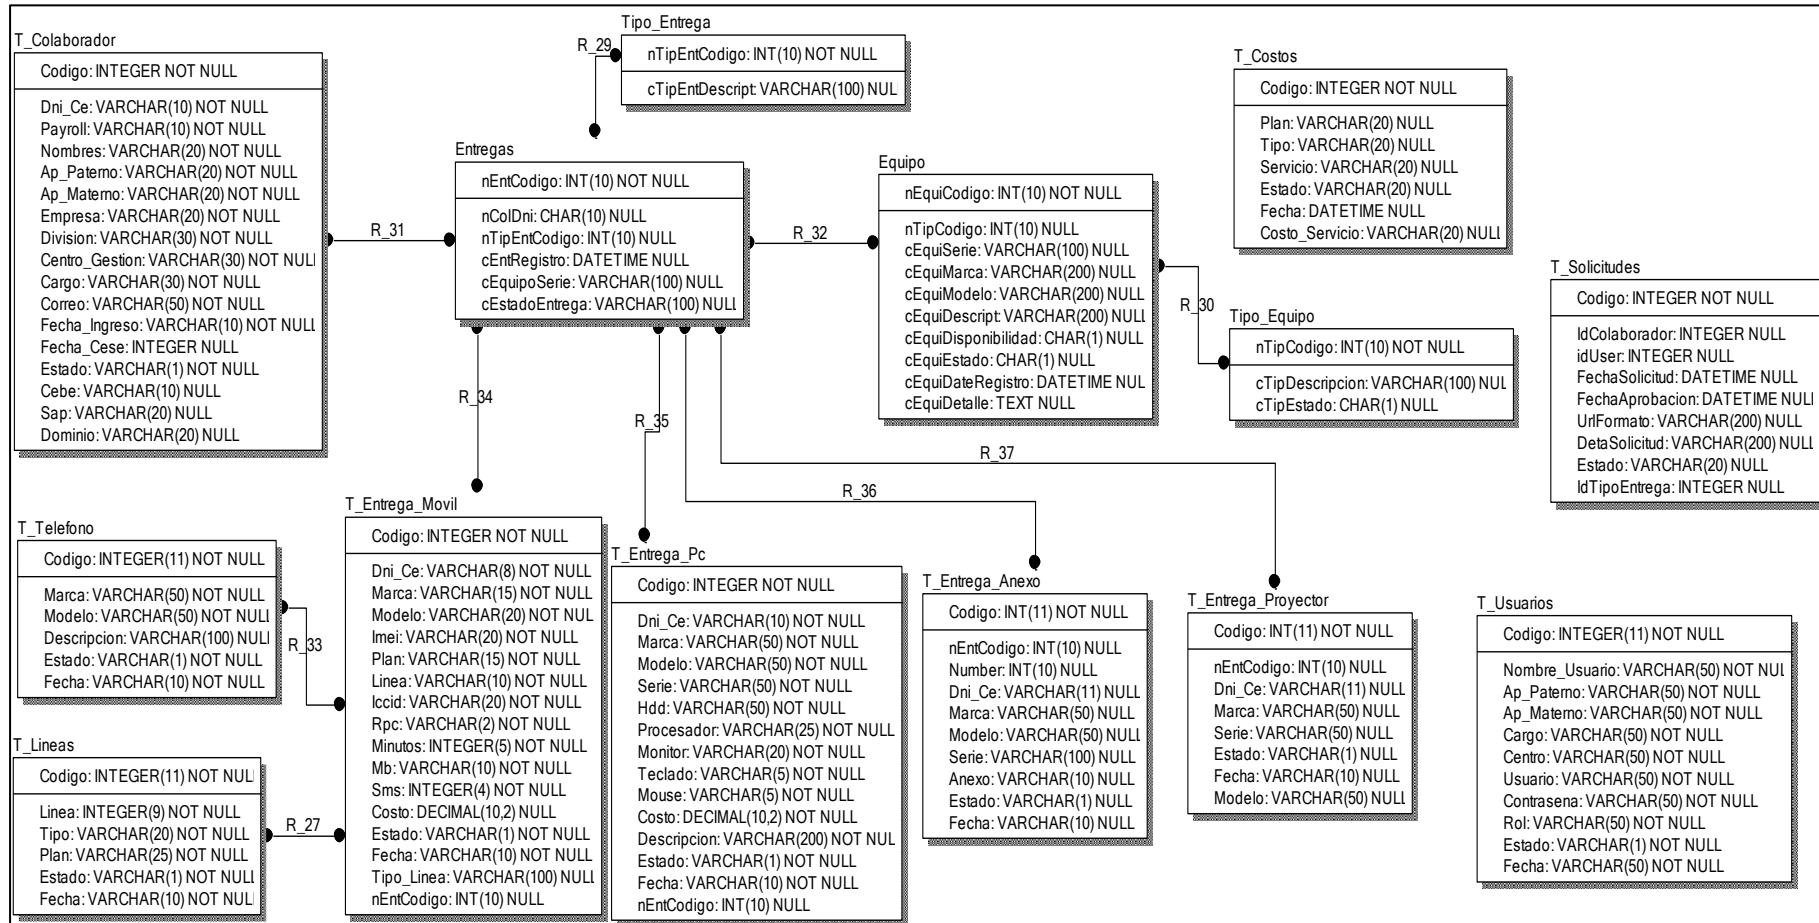 T_Colaborador
Codigo: INTEGER NOT NULL
Dni_Ce: VARCHAR(10) NOT NULL
Payroll: VARCHAR(10) NOT NULL
Nombres: VARCHAR(20) NOT NULL
Ap_Paterno: VARCHAR(20) NOT NULL
Ap_Materno: VARCHAR(20) NOT NULL
Empresa: VARCHAR(20) NOT NULL
Division: VARCHAR(30) NOT NULL
Centro_Gestion: VARCHAR(30) NOT NULL
Cargo: VARCHAR(30) NOT NULL
Correo: VARCHAR(50) NOT NULL
Fecha_Ingreso: VARCHAR(10) NOT NULL
Fecha_Cese: INTEGER NULL
Estado: VARCHAR(1) NOT NULL
Cebe: VARCHAR(10) NULL
Sap: VARCHAR(20) NULL
Dominio: VARCHAR(20) NULL
R_31
R_29
Tipo_Entrega
nTipEntCodigo: INT(10) NOT NULL
cTipEntDescript: VARCHAR(100) NUL
Entregas
nEntCodigo: INT(10) NOT NULL
nColDni: CHAR(10) NULL
nTipEntCodigo: INT(10) NULL
cEntRegistro: DATETIME NULL
cEquipoSerie: VARCHAR(100) NULL
cEstadoEntrega: VARCHAR(100) NULL
R_32
Equipo
nEquiCodigo: INT(10) NOT NULL
nTipCodigo: INT(10) NULL
cEquiSerie: VARCHAR(100) NULL
cEquiMarca: VARCHAR(200) NULL
cEquiModelo: VARCHAR(200) NULL
cEquiDescript: VARCHAR(200) NULL
cEquiDisponibilidad: CHAR(1) NULL
cEquiEstado: CHAR(1) NULL
cEquiDateRegistro: DATETIME NUL
cEquiDetalle: TEXT NULL
T_Costos
Codigo: INTEGER NOT NULL
Plan: VARCHAR(20) NULL
Tipo: VARCHAR(20) NULL
Servicio: VARCHAR(20) NULL
Estado: VARCHAR(20) NULL
Fecha: DATETIME NULL
Costo_Servicio: VARCHAR(20) NULL
R_30
Tipo_Equipo
nTipCodigo: INT(10) NOT NULL
cTipDescripcion: VARCHAR(100) NUL
cTipEstado: CHAR(1) NULL
T_Solicitudes
Codigo: INTEGER NOT NULL
IdColaborador: INTEGER NULL
idUser: INTEGER NULL
FechaSolicitud: DATETIME NULL
FechaAprobacion: DATETIME NULL
UrlFormato: VARCHAR(200) NULL
DetaSolicitud: VARCHAR(200) NULL
Estado: VARCHAR(20) NULL
IdTipoEntrega: INTEGER NULL
R_34
R_35
R_36
R_37
T_Telefono
Codigo: INTEGER(11) NOT NULL
Marca: VARCHAR(50) NOT NULL
Modelo: VARCHAR(50) NOT NULL
Descripcion: VARCHAR(100) NULL
Estado: VARCHAR(1) NOT NULL
Fecha: VARCHAR(10) NOT NULL
R_33
T_Lineas
Codigo: INTEGER(11) NOT NULL
Linea: INTEGER(9) NOT NULL
Tipo: VARCHAR(20) NOT NULL
Plan: VARCHAR(25) NOT NULL
Estado: VARCHAR(1) NOT NULL
Fecha: VARCHAR(10) NOT NULL
R_27
T_Entrega_Movil
Codigo: INTEGER NOT NULL
Dni_Ce: VARCHAR(8) NOT NULL
Marca: VARCHAR(15) NOT NULL
Modelo: VARCHAR(20) NOT NULL
Imei: VARCHAR(20) NOT NULL
Plan: VARCHAR(15) NOT NULL
Linea: VARCHAR(10) NOT NULL
Iccid: VARCHAR(20) NOT NULL
Rpc: VARCHAR(2) NOT NULL
Minutos: INTEGER(5) NOT NULL
Mb: VARCHAR(10) NOT NULL
Sms: INTEGER(4) NOT NULL
Costo: DECIMAL(10,2) NULL
Estado: VARCHAR(1) NOT NULL
Fecha: VARCHAR(10) NOT NULL
Tipo_Linea: VARCHAR(100) NULL
nEntCodigo: INT(10) NULL
T_Entrega_Pc
Codigo: INTEGER NOT NULL
Dni_Ce: VARCHAR(10) NOT NULL
Marca: VARCHAR(50) NOT NULL
Modelo: VARCHAR(50) NOT NULL
Serie: VARCHAR(50) NOT NULL
Hdd: VARCHAR(50) NOT NULL
Procesador: VARCHAR(25) NOT NULL
Monitor: VARCHAR(20) NOT NULL
Teclado: VARCHAR(5) NOT NULL
Mouse: VARCHAR(5) NOT NULL
Costo: DECIMAL(10,2) NOT NULL
Descripcion: VARCHAR(200) NOT NUL
Estado: VARCHAR(1) NOT NULL
Fecha: VARCHAR(10) NOT NULL
nEntCodigo: INT(10) NULL
T_Entrega_Anexo
Codigo: INT(11) NOT NULL
nEntCodigo: INT(10) NULL
Number: INT(10) NULL
Dni_Ce: VARCHAR(11) NULL
Marca: VARCHAR(50) NULL
Modelo: VARCHAR(50) NULL
Serie: VARCHAR(100) NULL
Anexo: VARCHAR(10) NULL
Estado: VARCHAR(1) NULL
Fecha: VARCHAR(10) NULL
T_Entrega_Proyector
Codigo: INT(11) NOT NULL
nEntCodigo: INT(10) NULL
Dni_Ce: VARCHAR(11) NULL
Marca: VARCHAR(50) NULL
Serie: VARCHAR(50) NULL
Estado: VARCHAR(1) NULL
Fecha: VARCHAR(10) NULL
Modelo: VARCHAR(50) NULL
T_Usuarios
Codigo: INTEGER(11) NOT NULL
Nombre_Usuario: VARCHAR(50) NOT NUL
Ap_Paterno: VARCHAR(50) NOT NULL
Ap_Materno: VARCHAR(50) NOT NULL
Cargo: VARCHAR(50) NOT NULL
Centro: VARCHAR(50) NOT NULL
Usuario: VARCHAR(50) NOT NULL
Contrasena: VARCHAR(50) NOT NULL
Rol: VARCHAR(50) NOT NULL
Estado: VARCHAR(1) NOT NULL
Fecha: VARCHAR(50) NOT NULL